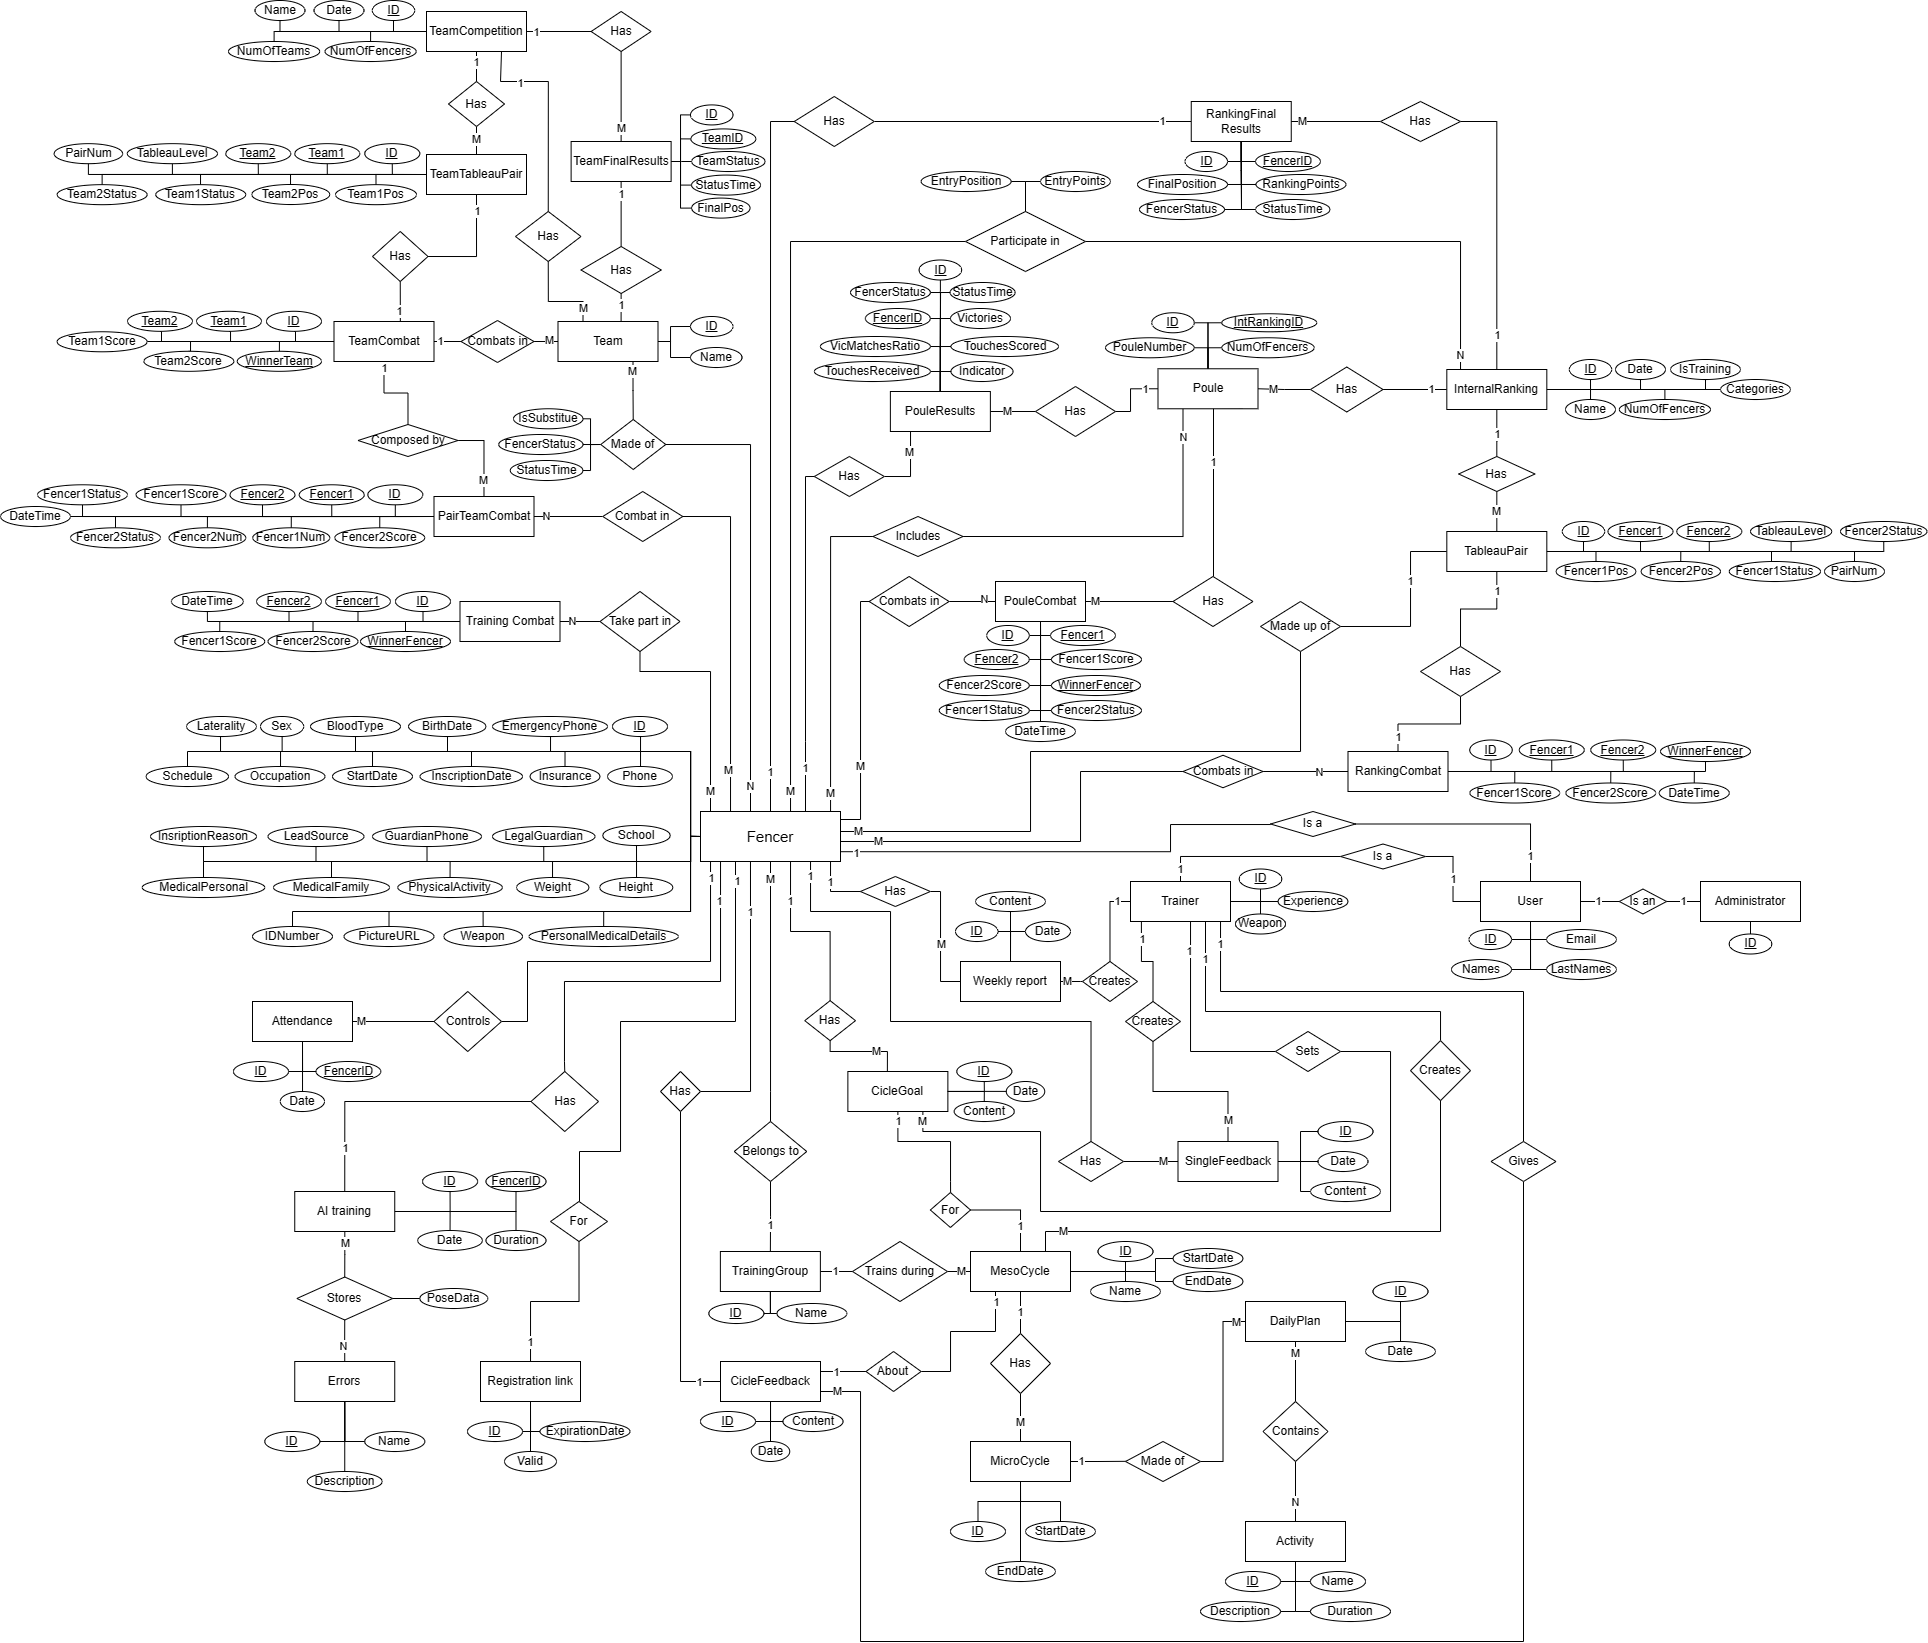 Name
Date
ID
TeamCompetition
1
Has
NumOfTeams
NumOfFencers
1
1
Has
M
M
TeamFinalResults
ID
TeamID
TeamStatus
StatusTime
FinalPos
PairNum
TableauLevel
Team2
Team1
ID
TeamTableauPair
Team2Status
Team1Status
Team2Pos
Team1Pos
1
1
Has
Has
Has
1
M
1
Team2
Team1
ID
Team1Score
TeamCombat
1
Combats in
M
Team
ID
Name
Team2Score
WinnerTeam
1
M
Composed by
M
IsSubstitue
FencerStatus
StatusTime
Made of
Fencer1Status
Fencer1Score
Fencer2
Fencer1
ID
DateTime
PairTeamCombat
N
Combat in
Fencer2Status
Fencer2Num
Fencer1Num
Fencer2Score
DateTime
Fencer2
Fencer1
ID
Training Combat
N
Take part in
Fencer1Score
Fencer2Score
WinnerFencer
Has
1
RankingFinal
Results
M
Has
ID
FencerID
FinalPosition
RankingPoints
FencerStatus
StatusTime
EntryPosition
EntryPoints
Participate in
ID
FencerStatus
StatusTime
FencerID
Victories
VicMatchesRatio
TouchesScored
TouchesReceived
Indicator
PouleResults
M
Has
1
M
Has
ID
IntRankingID
PouleNumber
NumOfFencers
Poule
M
Has
1
N
1
1
N
InternalRanking
ID
Date
IsTraining
Categories
Name
NumOfFencers
1
Has
M
Includes
Combats in
N
PouleCombat
M
Has
ID
Fencer1
Fencer2
Fencer1Score
Fencer2Score
WinnerFencer
Fencer1Status
Fencer2Status
DateTime
TableauPair
ID
Fencer1
Fencer2
TableauLevel
Fencer2Status
Fencer1Pos
Fencer2Pos
Fencer1Status
PairNum
1
1
Made up of
Has
1
Combats in
N
RankingCombat
ID
Fencer1
Fencer2
WinnerFencer
Fencer1Score
Fencer2Score
DateTime
Laterality
Sex
BloodType
BirthDate
EmergencyPhone
ID
Schedule
Occupation
StartDate
InscriptionDate
Insurance
Phone
InsriptionReason
LeadSource
GuardianPhone
LegalGuardian
School
MedicalPersonal
MedicalFamily
PhysicalActivity
Weight
Height
IDNumber
PictureURL
Weapon
PersonalMedicalDetails
M
M
N
1
M
1
M
M
Fencer
M
M
1
1
1
1
1
M
1
1
1
Is a
1
Is a
1
1
Trainer
ID
Experience
Weapon
User
1
Is an
1
Administrator
ID
ID
Email
Names
LastNames
Has
M
Content
ID
Date
Weekly report
M
Creates
1
1
1
1
1
Creates
Sets
Creates
Gives
M
Attendance
M
Controls
ID
FencerID
Date
Has
1
AI training
ID
FencerID
Date
Duration
M
Stores
PoseData
N
Errors
ID
Name
Description
For
1
Registration link
ID
ExpirationDate
Valid
Has
1
Belongs to
1
TrainingGroup
ID
Name
1
Trains during
M
Has
M
CicleGoal
ID
Date
Content
1
M
For
1
Has
M
SingleFeedback
ID
Date
Content
M
MesoCycle
ID
Name
StartDate
EndDate
1
1
CicleFeedback
1
About
M
ID
Content
Date
Has
M
MicroCycle
1
Made of
M
ID
StartDate
EndDate
DailyPlan
ID
Date
M
Contains
N
Activity
ID
Name
Description
Duration